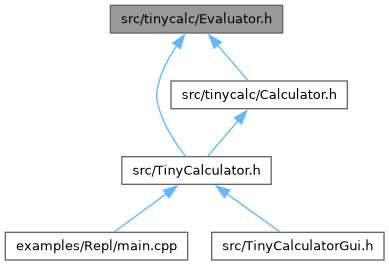 src/tinycalc/Evaluator.h
src/tinycalc/Calculator.h
src/TinyCalculator.h
examples/Repl/main.cpp
src/TinyCalculatorGui.h